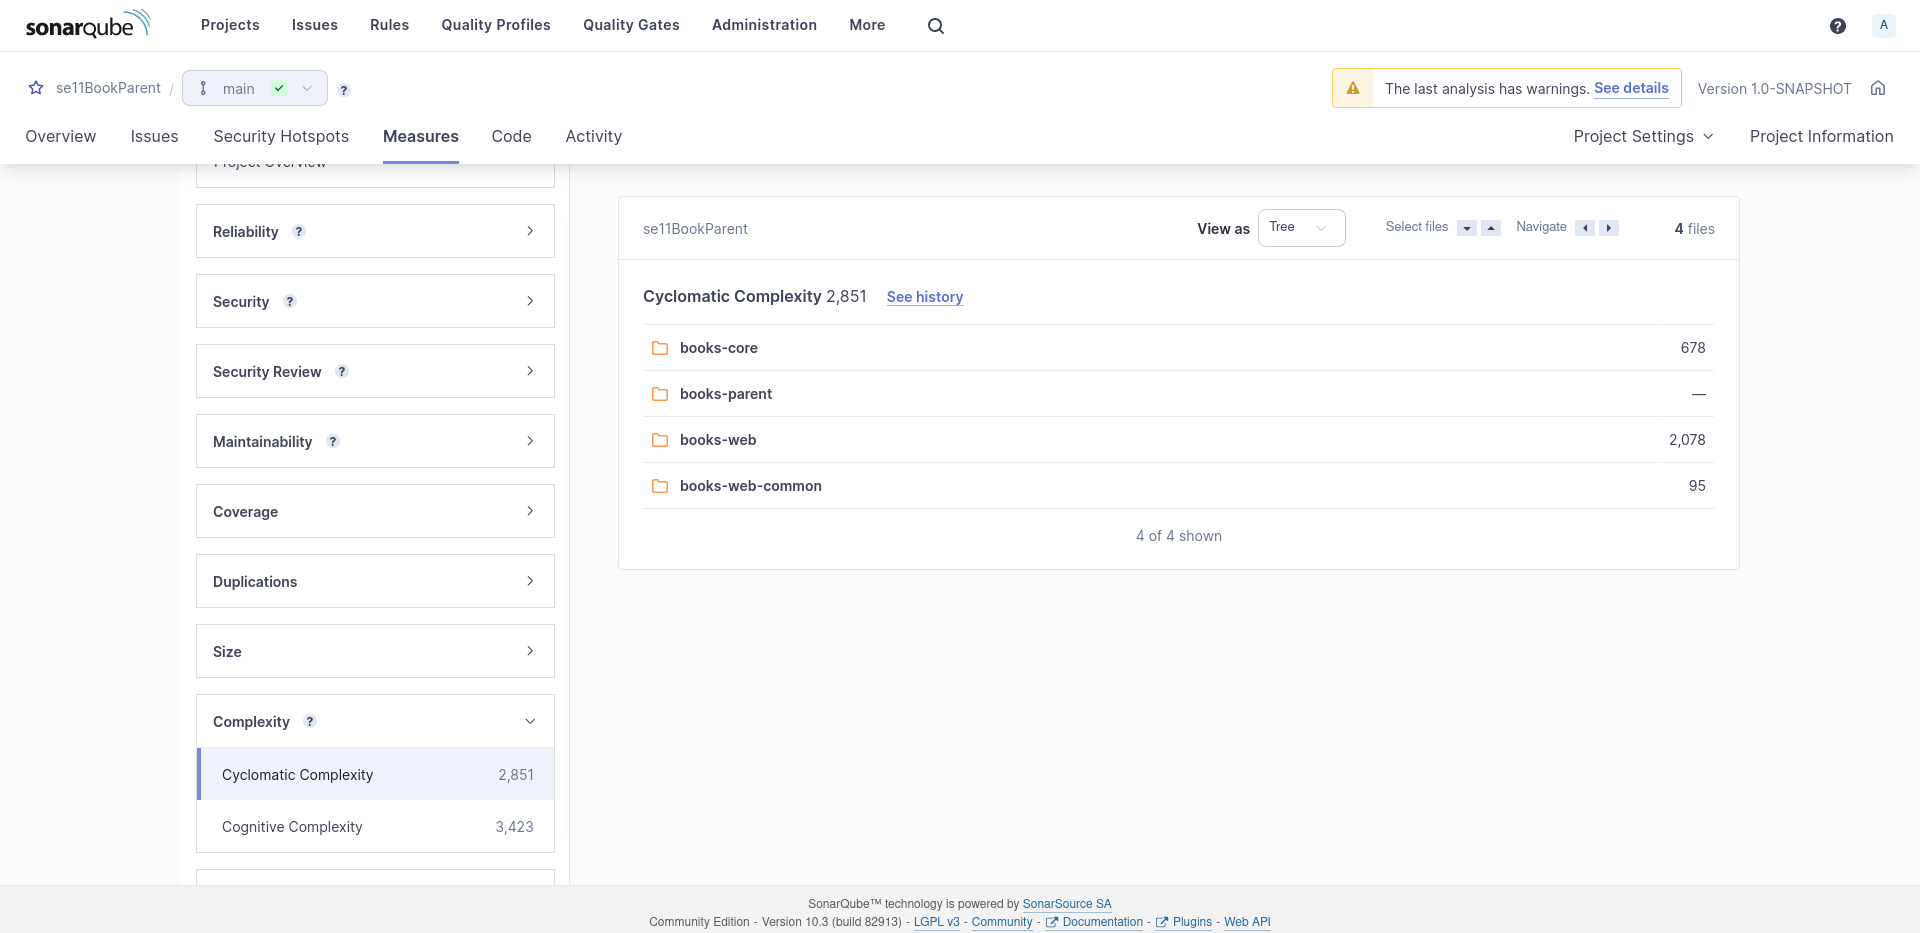 sonarqube Projects Issues Rules Quality Profiles Quality Gates Administration More ? A
se11BookParent / main ? The last analysis has warnings. See details Version 1.0-SNAPSHOT
Overview Issues Security Hotspots Measures Code Activity Project Settings Project Information
Project Overview
Reliability ?
Security ?
Security Review ?
Maintainability ?
Coverage
Duplications
Size
Complexity ?
Cyclomatic Complexity 2,851
Cognitive Complexity 3,423
se11BookParent View as Tree Select files Navigate 4 files
Cyclomatic Complexity 2,851 See history
books-core 678
books-parent —
books-web 2,078
books-web-common 95
4 of 4 shown
SonarQube™ technology is powered by SonarSource SA
Community Edition - Version 10.3 (build 82913) - LGPL v3 - Community - Documentation - Plugins - Web API